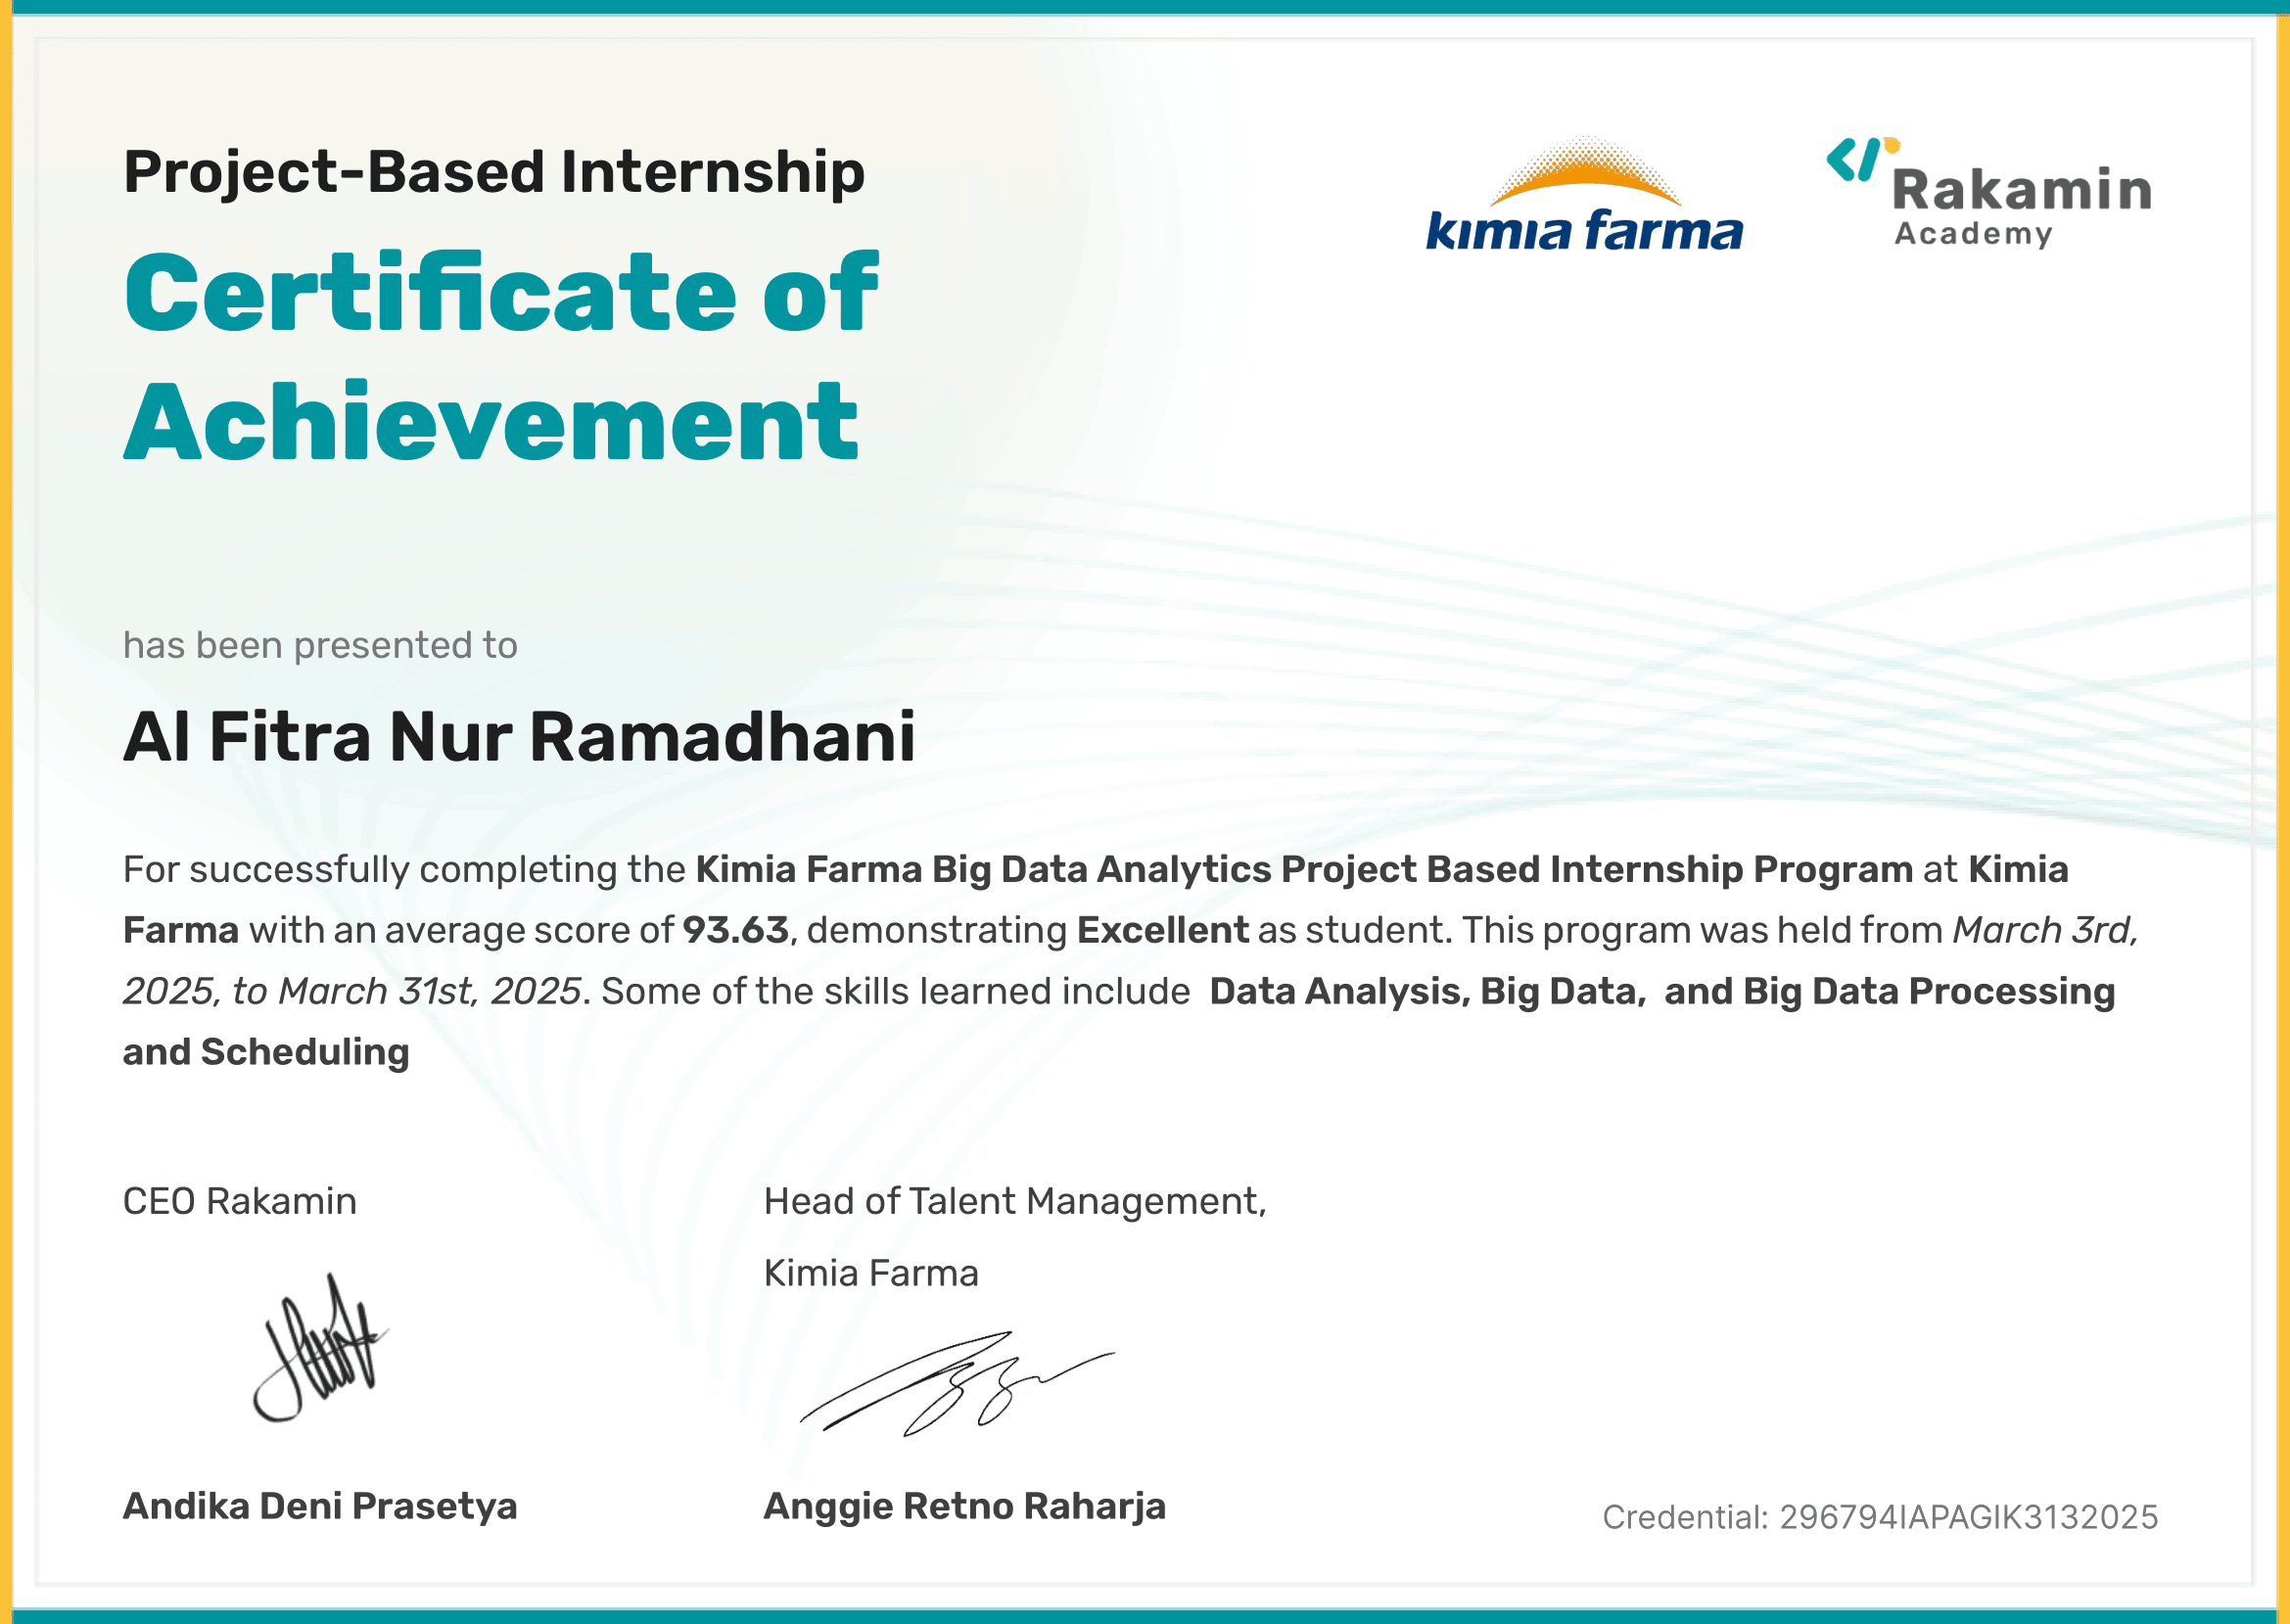 Project-Based Internship
Certificate of
Achievement
kimia farma
Rakamin
Academy
has been presented to
Al Fitra Nur Ramadhani
For successfully completing the Kimia Farma Big Data Analytics Project Based Internship Program at Kimia
Farma with an average score of 93.63, demonstrating Excellent as student. This program was held from March 3rd,
2025, to March 31st, 2025. Some of the skills learned include  Data Analysis, Big Data,  and Big Data Processing
and Scheduling
CEO Rakamin
Head of Talent Management,
Kimia Farma
Andika Deni Prasetya
Anggie Retno Raharja
Credential: 296794IAPAGIK3132025